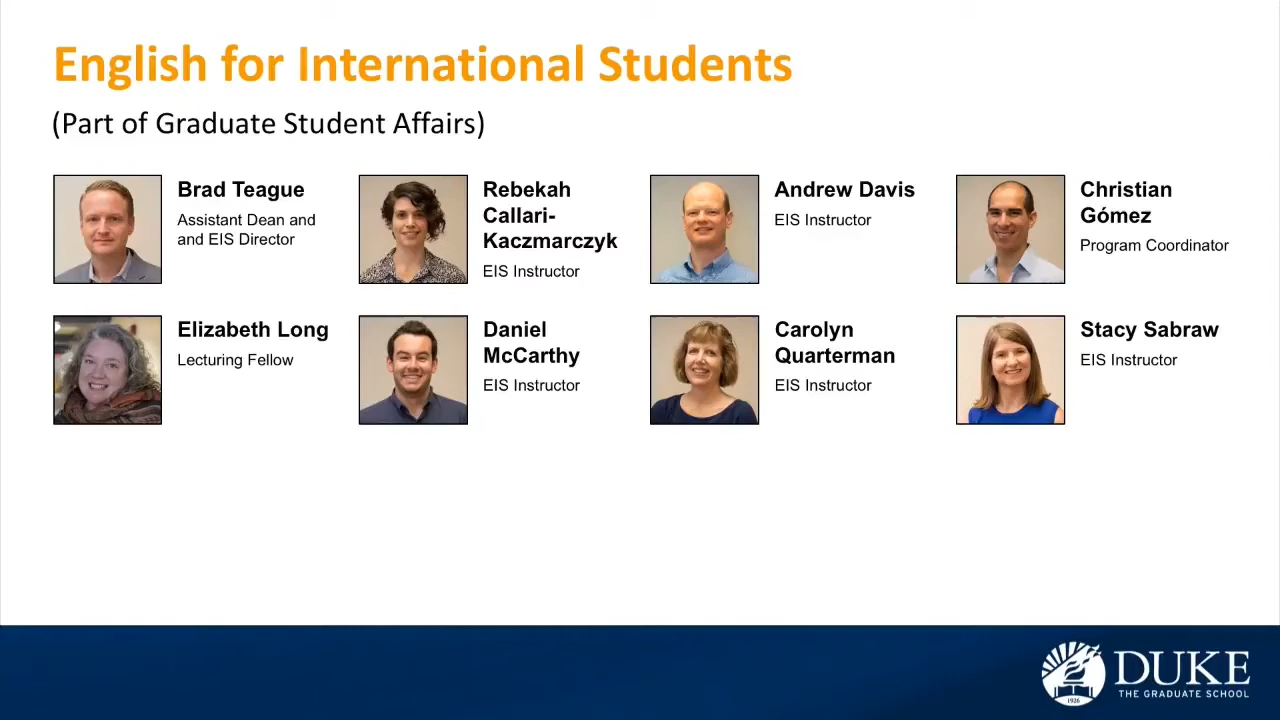 English for International Students
(Part of Graduate Student Affairs)
Brad Teague
Assistant Dean and
and EIS Director
Rebekah
Callari-
Kaczmarczyk
EIS Instructor
Andrew Davis
EIS Instructor
Christian
Gómez
Program Coordinator
Elizabeth Long
Lecturing Fellow
Daniel
McCarthy
EIS Instructor
Carolyn
Quarterman
EIS Instructor
Stacy Sabraw
EIS Instructor
DUKE
THE GRADUATE SCHOOL
1926